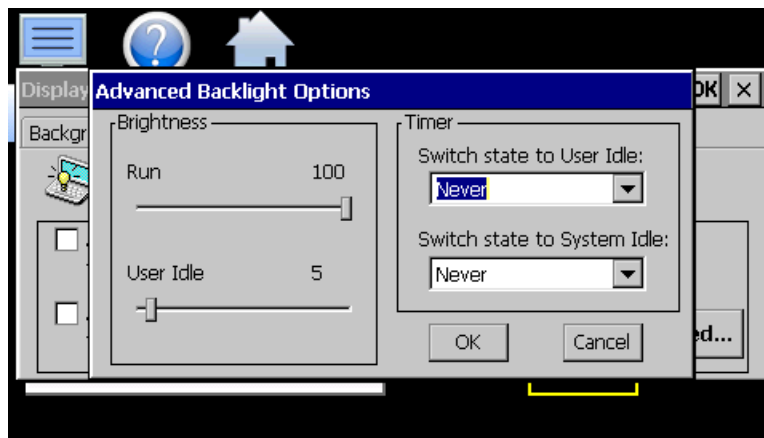 ?
Display
OK
Advanced Backlight Options
Backgr
Brightness
Run 100
User Idle 5
Timer
Switch state to User Idle:
Never
Switch state to System Idle:
Never
OK
Cancel
ed...